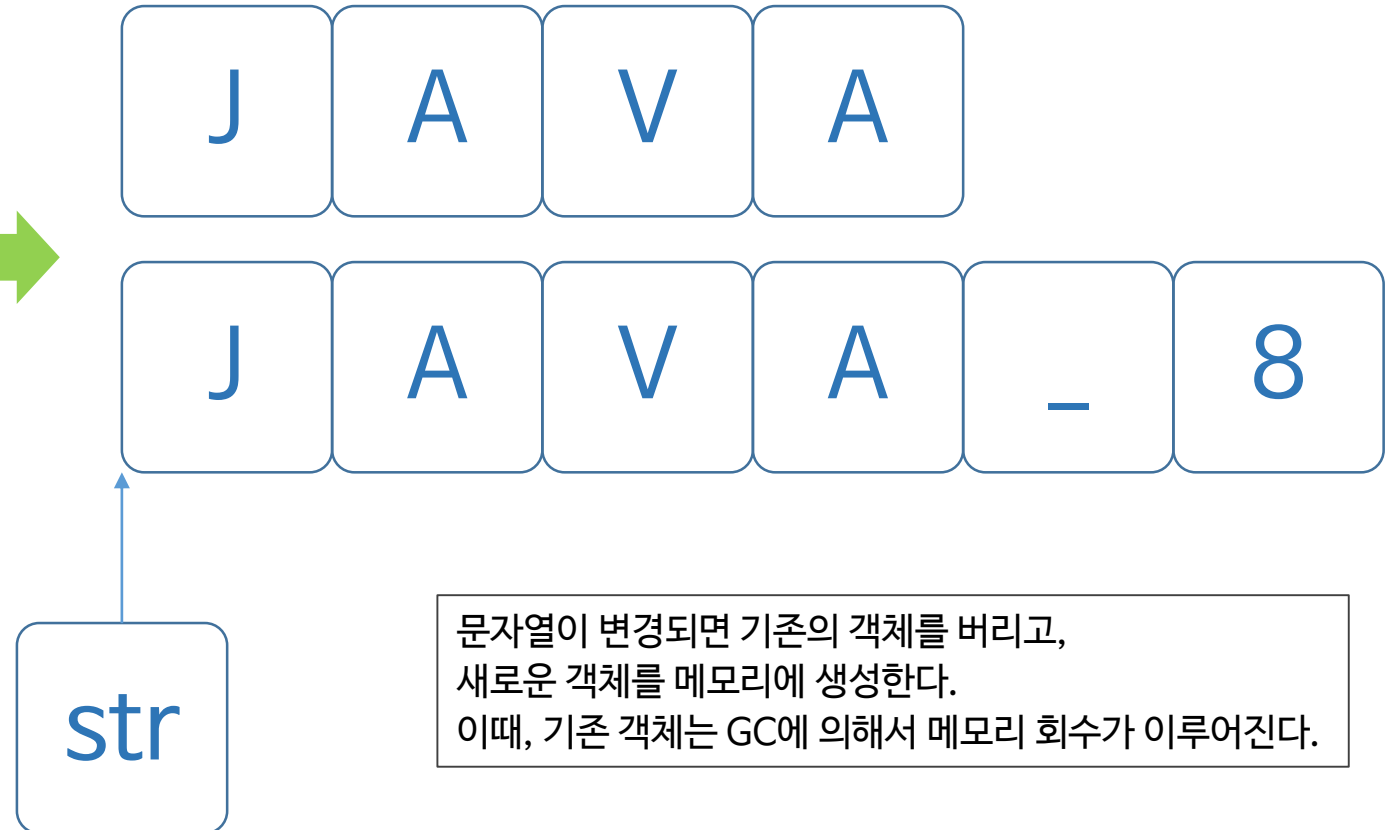 J A V A
J A V A _ 8
str
문자열이 변경되면 기존의 객체를 버리고,
새로운 객체를 메모리에 생성한다.
이때, 기존 객체는 GC에 의해서 메모리 회수가 이루어진다.